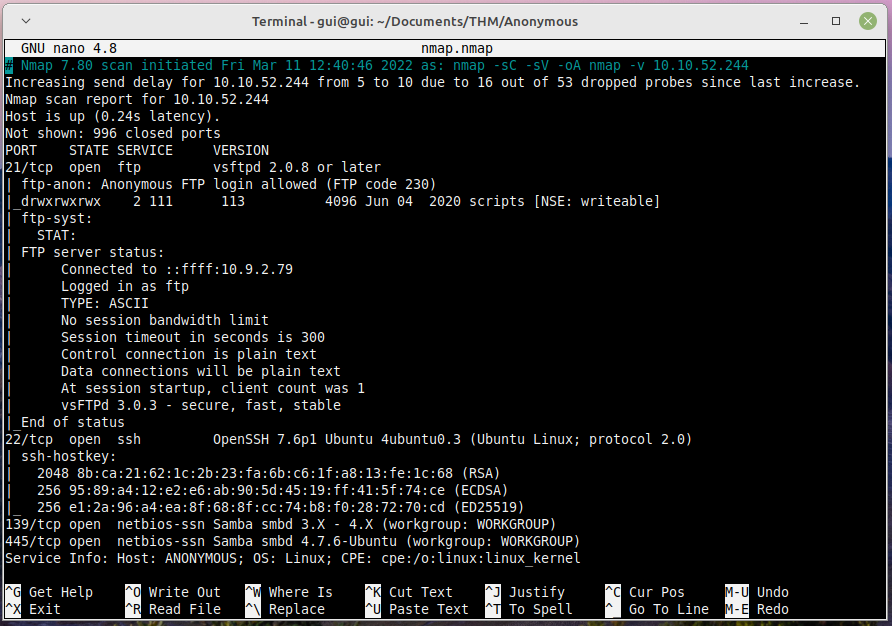 Terminal - gui@gui: ~/Documents/THM/Anonymous
GNU nano 4.8 nmap.nmap
# Nmap 7.80 scan initiated Fri Mar 11 12:40:46 2022 as: nmap -sC -sV -oA nmap -v 10.10.52.244
Increasing send delay for 10.10.52.244 from 5 to 10 due to 16 out of 53 dropped probes since last increase.
Nmap scan report for 10.10.52.244
Host is up (0.24s latency).
Not shown: 996 closed ports
PORT    STATE SERVICE     VERSION
21/tcp  open  ftp         vsftpd 2.0.8 or later
| ftp-anon: Anonymous FTP login allowed (FTP code 230)
|_drwxrwxrwx    2 111      113          4096 Jun 04  2020 scripts [NSE: writeable]
| ftp-syst:
|   STAT:
| FTP server status:
|      Connected to ::ffff:10.9.2.79
|      Logged in as ftp
|      TYPE: ASCII
|      No session bandwidth limit
|      Session timeout in seconds is 300
|      Control connection is plain text
|      Data connections will be plain text
|      At session startup, client count was 1
|      vsFTPd 3.0.3 - secure, fast, stable
|_End of status
22/tcp  open  ssh         OpenSSH 7.6p1 Ubuntu 4ubuntu0.3 (Ubuntu Linux; protocol 2.0)
| ssh-hostkey:
|   2048 8b:ca:21:62:1c:2b:23:fa:6b:c6:1f:a8:13:fe:1c:68 (RSA)
|   256 95:89:a4:12:e2:e6:ab:90:5d:45:19:ff:41:5f:74:ce (ECDSA)
|_  256 e1:2a:96:a4:ea:8f:68:8f:cc:74:b8:f0:28:72:70:cd (ED25519)
139/tcp open  netbios-ssn Samba smbd 3.X - 4.X (workgroup: WORKGROUP)
445/tcp open  netbios-ssn Samba smbd 4.7.6-Ubuntu (workgroup: WORKGROUP)
Service Info: Host: ANONYMOUS; OS: Linux; CPE: cpe:/o:linux:linux_kernel
^G Get Help  ^O Write Out  ^W Where Is  ^K Cut Text  ^J Justify  ^C Cur Pos  M-U Undo
^X Exit  ^R Read File  ^\ Replace  ^U Paste Text  ^T To Spell  ^_ Go To Line  M-E Redo